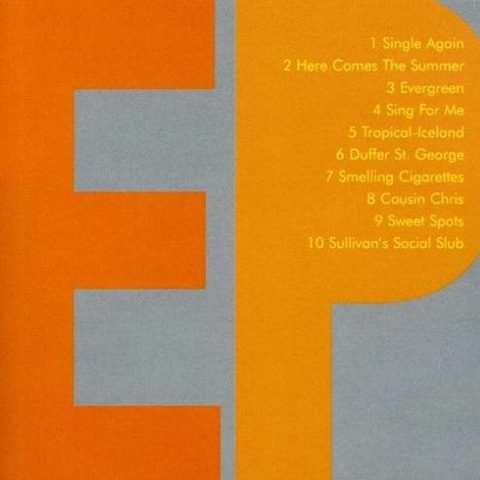 EP
1 Single Again
2 Here Comes The Summer
3 Evergreen
4 Sing For Me
5 Tropical-Iceland
6 Duffer St. George
7 Smelling Cigarettes
8 Cousin Chris
9 Sweet Spots
10 Sullivan's Social Slub